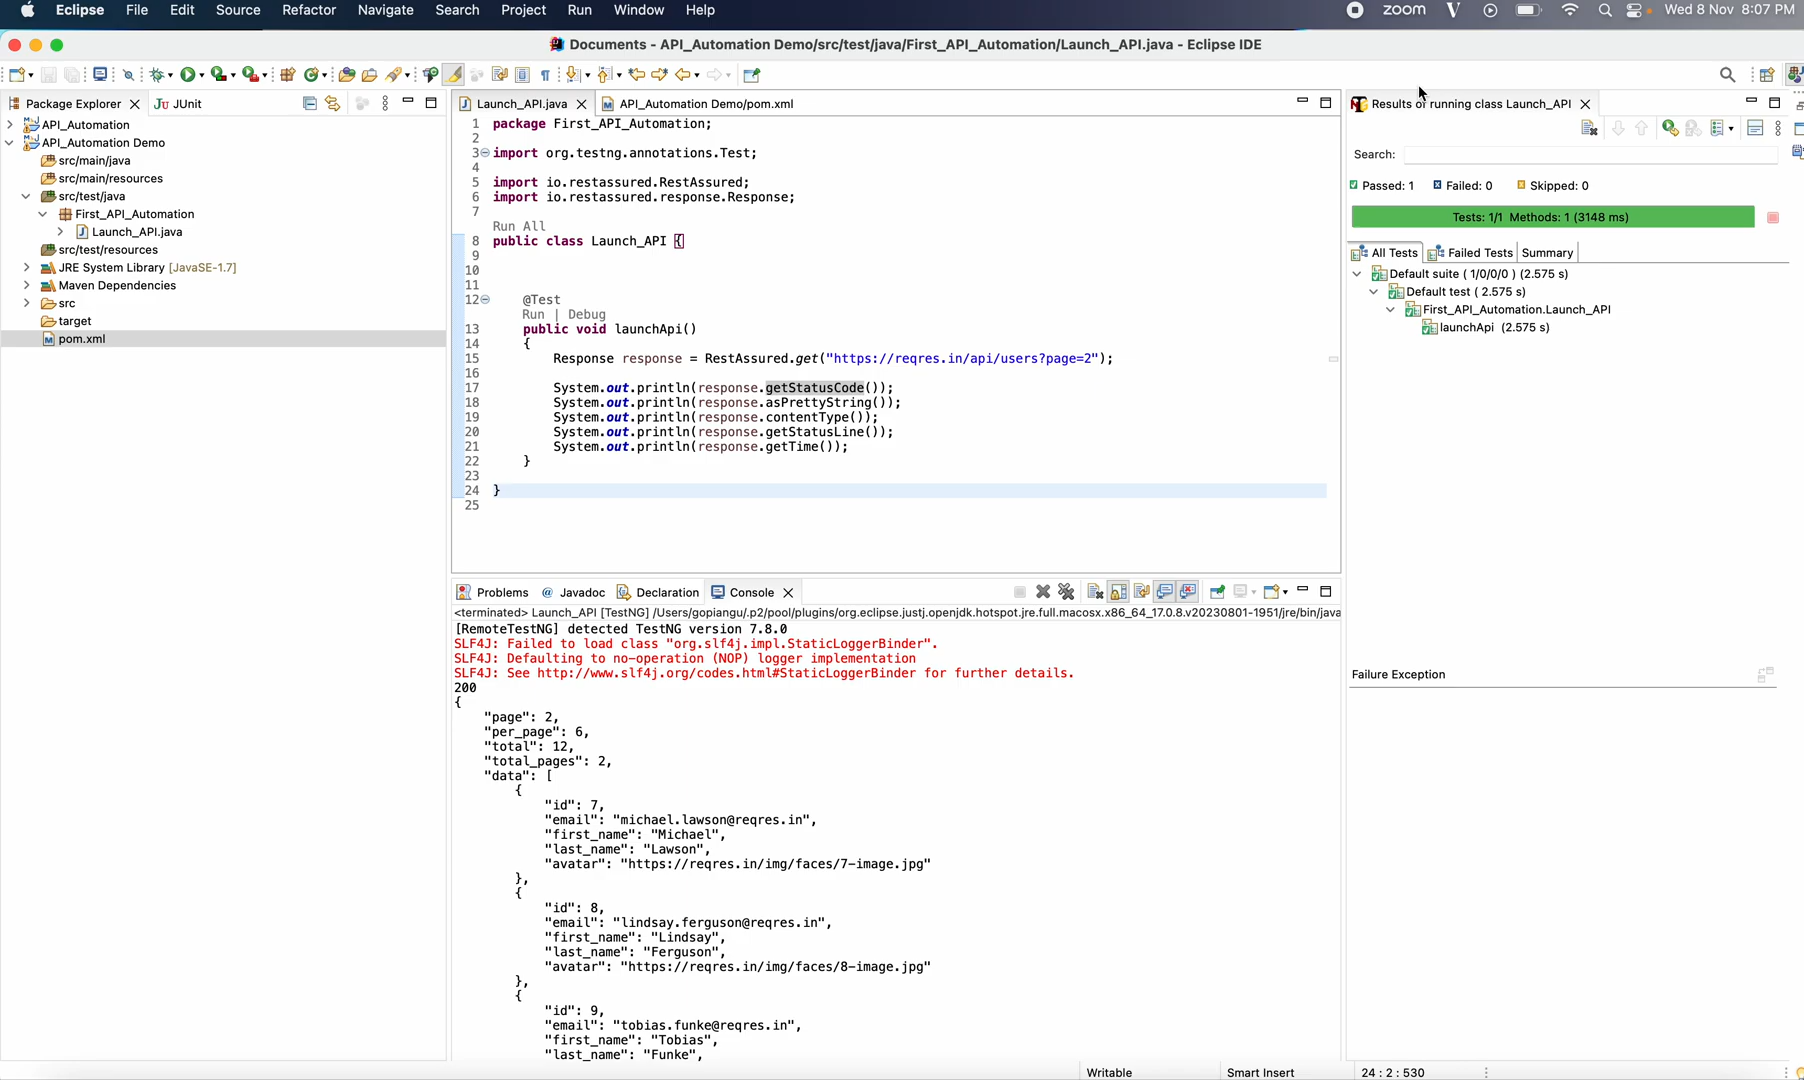 Eclipse File Edit Source Refactor Navigate Search Project Run Window Help zoom Wed 8 Nov 8:07 PM
Documents - API_Automation Demo/src/test/java/First_API_Automation/Launch_API.java - Eclipse IDE
Package Explorer JUnit
API_Automation
API_Automation Demo
src/main/java
src/main/resources
src/test/java
First_API_Automation
Launch_API.java
src/test/resources
JRE System Library [JavaSE-1.7]
Maven Dependencies
src
target
pom.xml
Launch_API.java API_Automation Demo/pom.xml
1 package First_API_Automation;
2
3 import org.testng.annotations.Test;
4
5 import io.restassured.RestAssured;
6 import io.restassured.response.Response;
7
Run All
8 public class Launch_API {
9
10
11
12 @Test
Run | Debug
13 public void launchApi()
14 {
15 Response response = RestAssured.get("https://reqres.in/api/users?page=2");
16
17 System.out.println(response.getStatusCode());
18 System.out.println(response.asPrettyString());
19 System.out.println(response.contentType());
20 System.out.println(response.getStatusLine());
21 System.out.println(response.getTime());
22 }
23
24 }
25
Problems @ Javadoc Declaration Console
<terminated> Launch_API [TestNG] /Users/gopiangu/.p2/pool/plugins/org.eclipse.justj.openjdk.hotspot.jre.full.macosx.x86_64_17.0.8.v20230801-1951/jre/bin/java
[RemoteTestNG] detected TestNG version 7.8.0
SLF4J: Failed to load class "org.slf4j.impl.StaticLoggerBinder".
SLF4J: Defaulting to no-operation (NOP) logger implementation
SLF4J: See http://www.slf4j.org/codes.html#StaticLoggerBinder for further details.
200
{
"page": 2,
"per_page": 6,
"total": 12,
"total_pages": 2,
"data": [
{
"id": 7,
"email": "michael.lawson@reqres.in",
"first_name": "Michael",
"last_name": "Lawson",
"avatar": "https://reqres.in/img/faces/7-image.jpg"
},
{
"id": 8,
"email": "lindsay.ferguson@reqres.in",
"first_name": "Lindsay",
"last_name": "Ferguson",
"avatar": "https://reqres.in/img/faces/8-image.jpg"
},
{
"id": 9,
"email": "tobias.funke@reqres.in",
"first_name": "Tobias",
"last_name": "Funke",
Results of running class Launch_API
Search:
Passed: 1 Failed: 0 Skipped: 0
Tests: 1/1 Methods: 1 (3148 ms)
All Tests Failed Tests Summary
Default suite ( 1/0/0/0 ) (2.575 s)
Default test ( 2.575 s)
First_API_Automation.Launch_API
launchApi (2.575 s)
Failure Exception
Writable Smart Insert 24 : 2 : 530